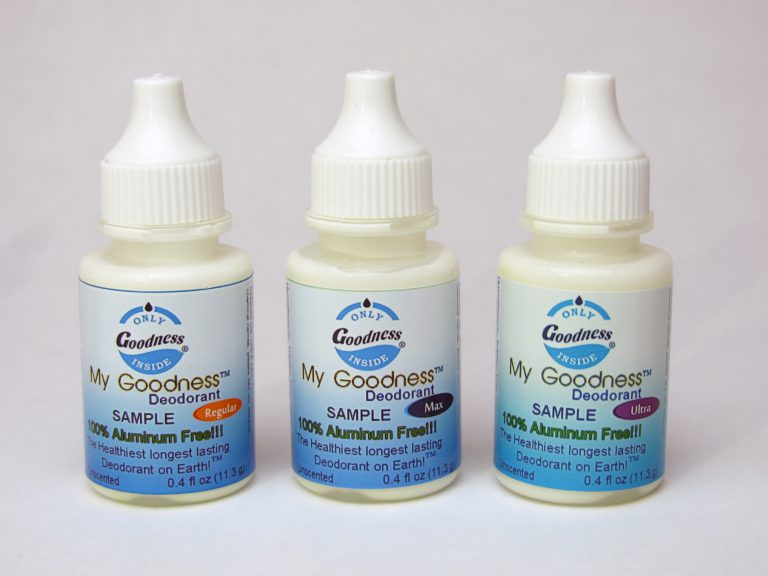 ONLY
Goodness®
INSIDE
My Goodness™
Deodorant
SAMPLE Regular
100% Aluminum Free!!!
The Healthiest longest lasting
Deodorant on Earth!™
Unscented 0.4 fl oz (11.3 g)
ONLY
Goodness®
INSIDE
My Goodness™
Deodorant
SAMPLE Max
100% Aluminum Free!!!
The Healthiest longest lasting
Deodorant on Earth!™
Unscented 0.4 fl oz (11.3 g)
ONLY
Goodness®
INSIDE
My Goodness™
Deodorant
SAMPLE Ultra
100% Aluminum Free!!!
The Healthiest longest lasting
Deodorant on Earth!™
Unscented 0.4 fl oz (11.3 g)